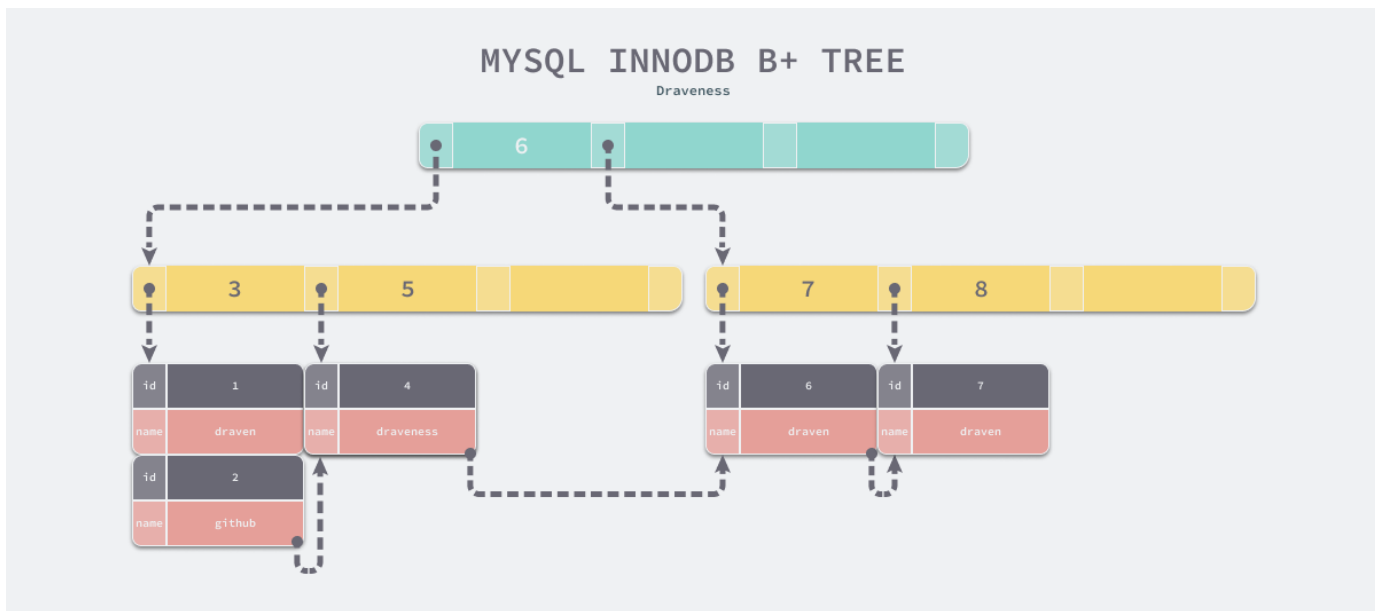 MYSQL INNODB B+ TREE
Draveness
6
3 5
7 8
id 1
name draven
id 2
name github
id 4
name draveness
id 6
name draven
id 7
name draven